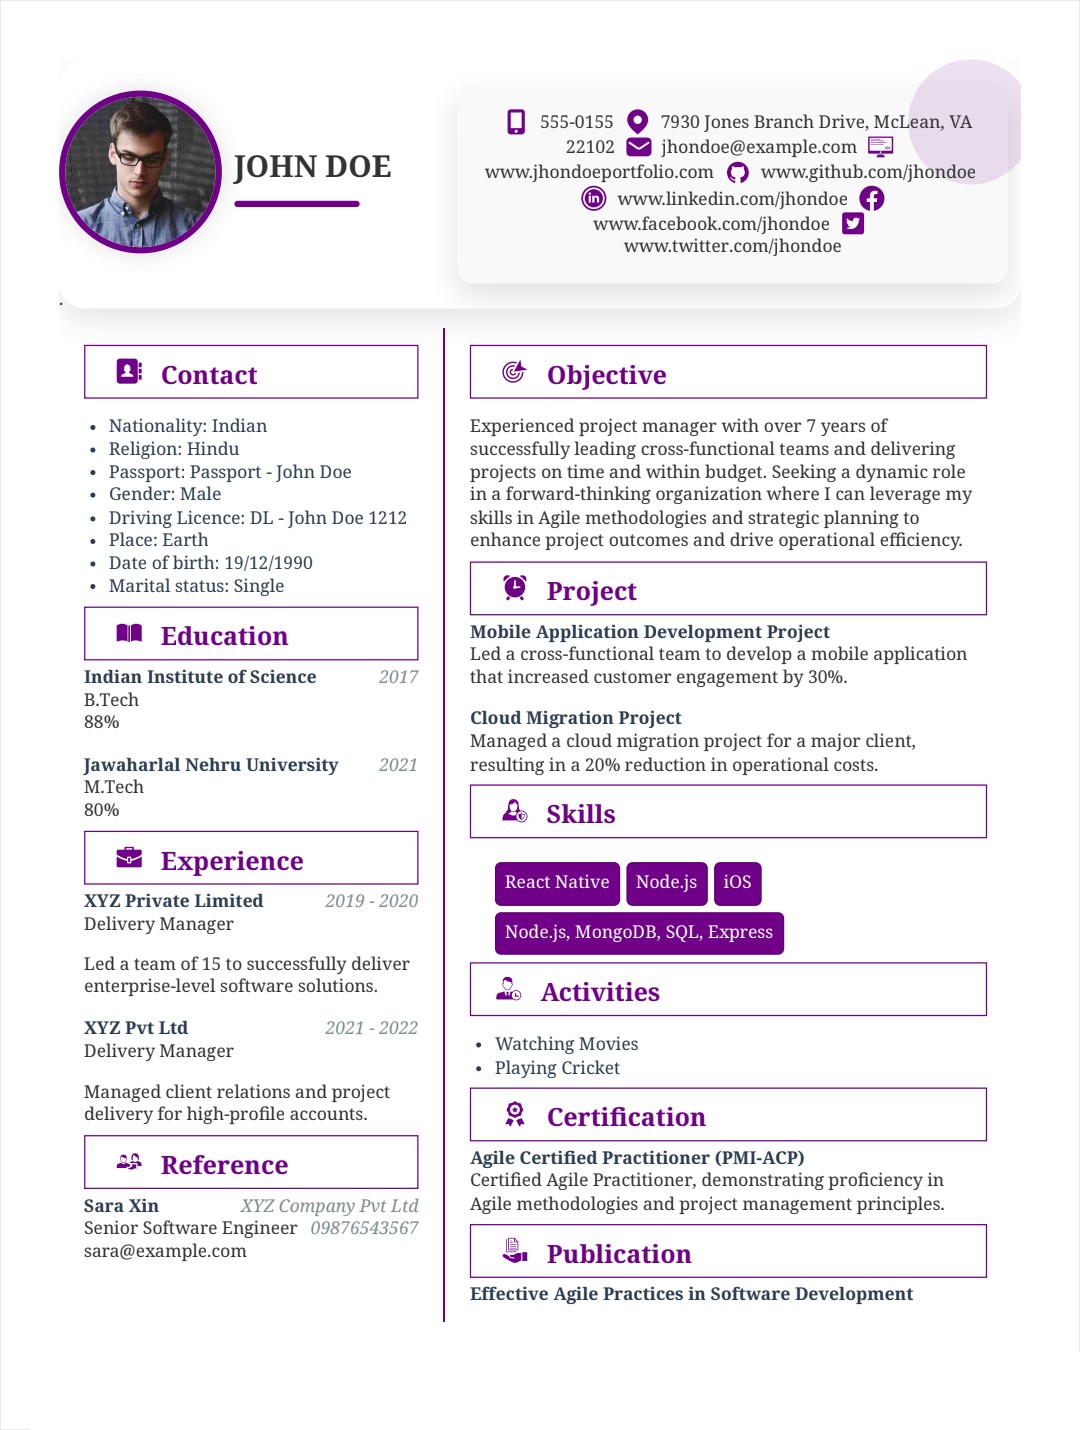 JOHN DOE
555-0155 7930 Jones Branch Drive, McLean, VA
22102 jhondoe@example.com
www.jhondoeportfolio.com www.github.com/jhondoe
in www.linkedin.com/jhondoe
www.facebook.com/jhondoe
www.twitter.com/jhondoe
.
Contact
• Nationality: Indian
• Religion: Hindu
• Passport: Passport - John Doe
• Gender: Male
• Driving Licence: DL - John Doe 1212
• Place: Earth
• Date of birth: 19/12/1990
• Marital status: Single
Education
Indian Institute of Science 2017
B.Tech
88%
Jawaharlal Nehru University 2021
M.Tech
80%
Experience
XYZ Private Limited 2019 - 2020
Delivery Manager
Led a team of 15 to successfully deliver
enterprise-level software solutions.
XYZ Pvt Ltd 2021 - 2022
Delivery Manager
Managed client relations and project
delivery for high-profile accounts.
Reference
Sara Xin XYZ Company Pvt Ltd
Senior Software Engineer 09876543567
sara@example.com
Objective
Experienced project manager with over 7 years of
successfully leading cross-functional teams and delivering
projects on time and within budget. Seeking a dynamic role
in a forward-thinking organization where I can leverage my
skills in Agile methodologies and strategic planning to
enhance project outcomes and drive operational efficiency.
Project
Mobile Application Development Project
Led a cross-functional team to develop a mobile application
that increased customer engagement by 30%.
Cloud Migration Project
Managed a cloud migration project for a major client,
resulting in a 20% reduction in operational costs.
Skills
React Native Node.js iOS
Node.js, MongoDB, SQL, Express
Activities
• Watching Movies
• Playing Cricket
Certification
Agile Certified Practitioner (PMI-ACP)
Certified Agile Practitioner, demonstrating proficiency in
Agile methodologies and project management principles.
Publication
Effective Agile Practices in Software Development